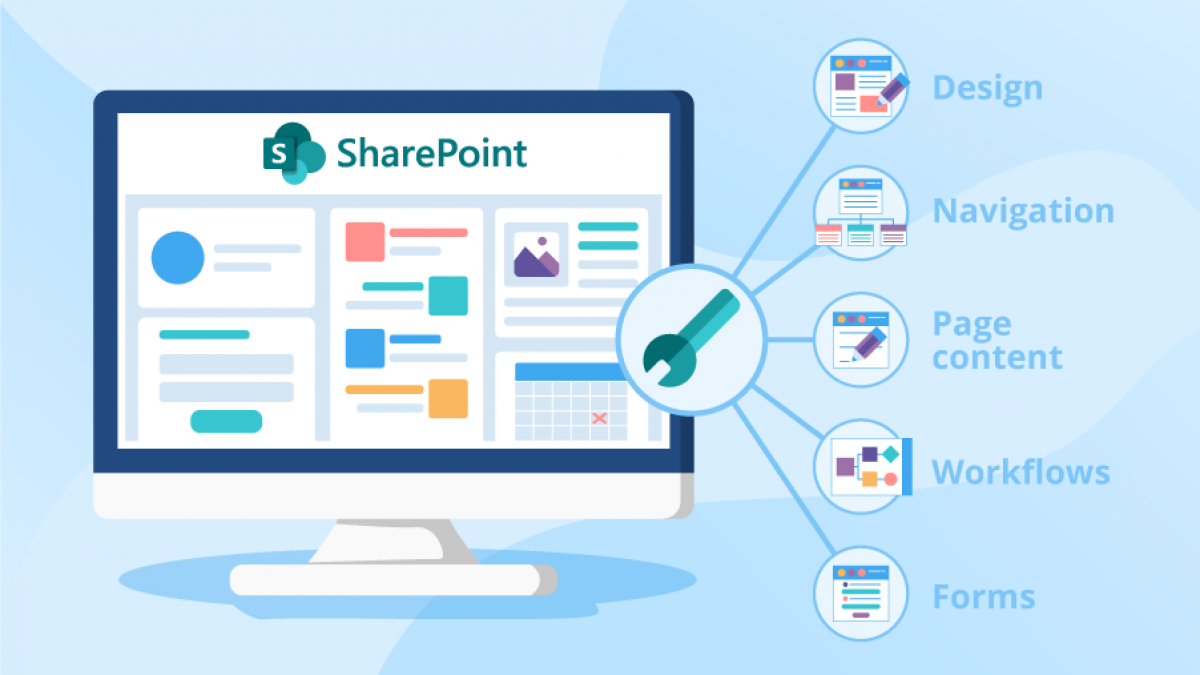 S
SharePoint
Design
Navigation
Page
content
Workflows
Forms